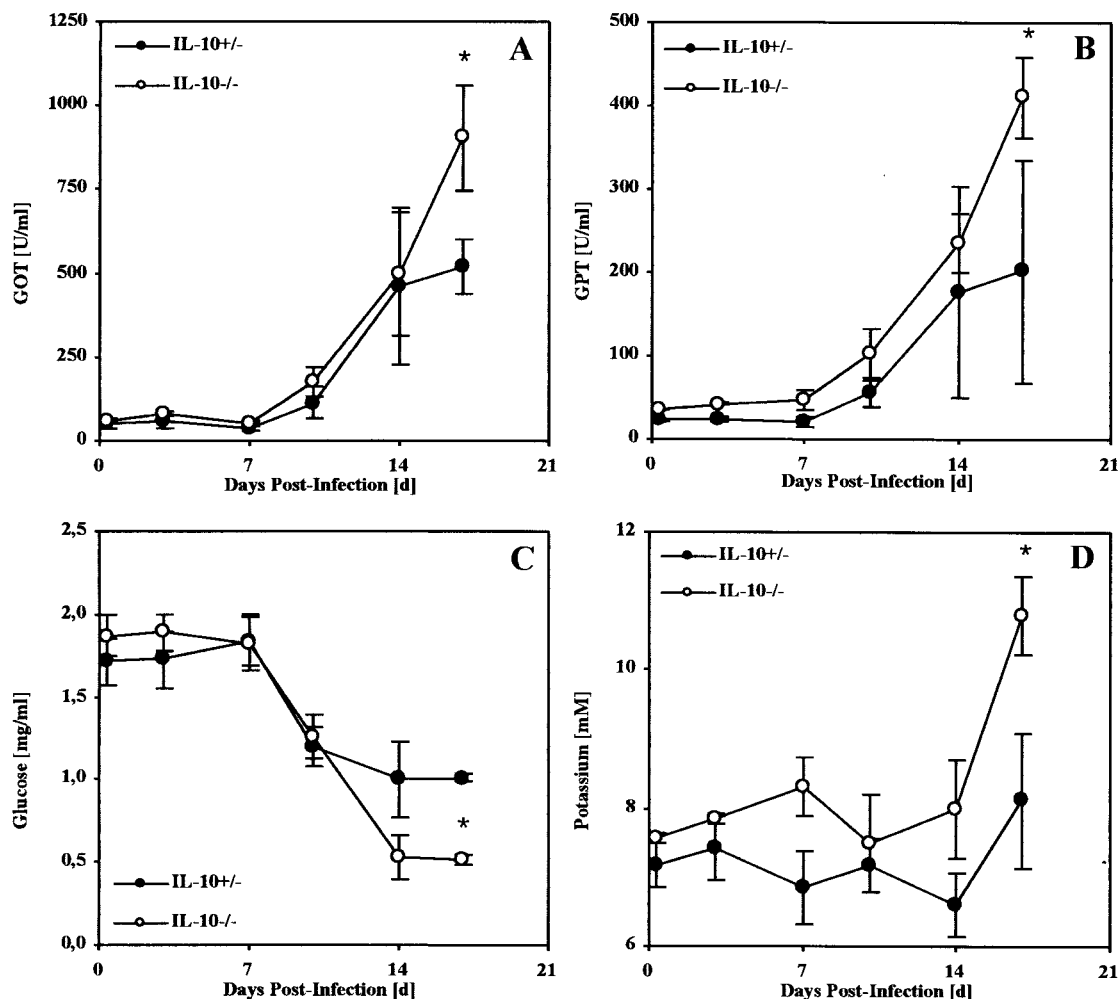 A
IL-10+/-
IL-10-/-
*
GOT [U/ml]
1250
1000
750
500
250
0
0 7 14 21
Days Post-Infection [d]
B
IL-10+/-
IL-10-/-
*
GPT [U/ml]
500
400
300
200
100
0
0 7 14 21
Days Post-Infection [d]
C
Glucose [mg/ml]
2,5
2,0
1,5
1,0
0,5
0,0
*
IL-10+/-
IL-10-/-
0 7 14 21
Days Post-Infection [d]
D
IL-10+/-
IL-10-/-
*
Potassium [mM]
12
10
8
6
0 7 14 21
Days Post-Infection [d]